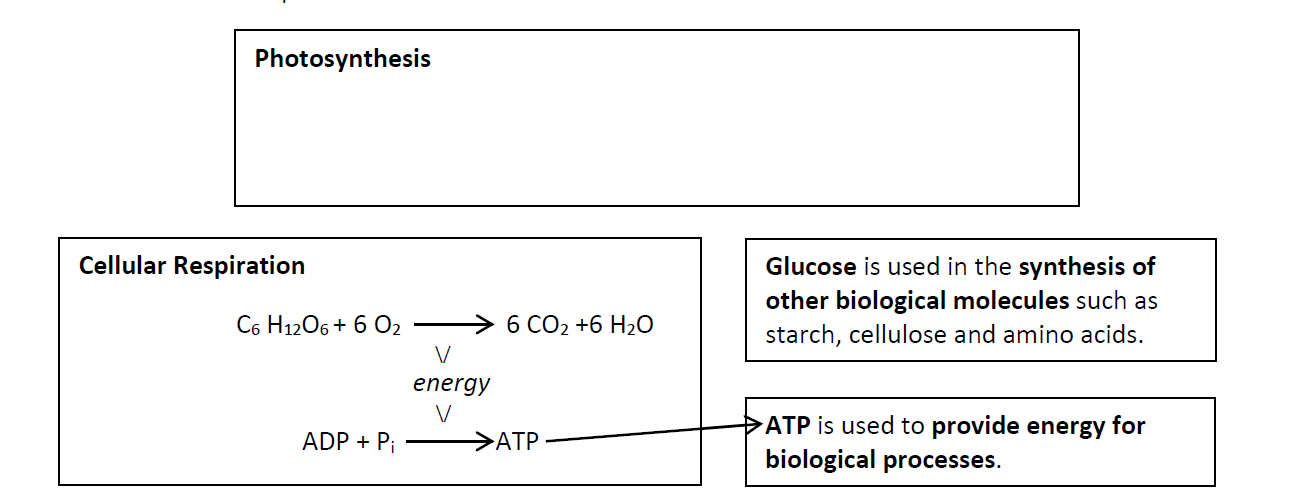 Photosynthesis
Cellular Respiration
C₆ H₁₂O₆ + 6 O₂ ⟶ 6 CO₂ +6 H₂O
\/
energy
\/
ADP + Pᵢ ⟶ ATP
Glucose is used in the synthesis of
other biological molecules such as
starch, cellulose and amino acids.
ATP is used to provide energy for
biological processes.